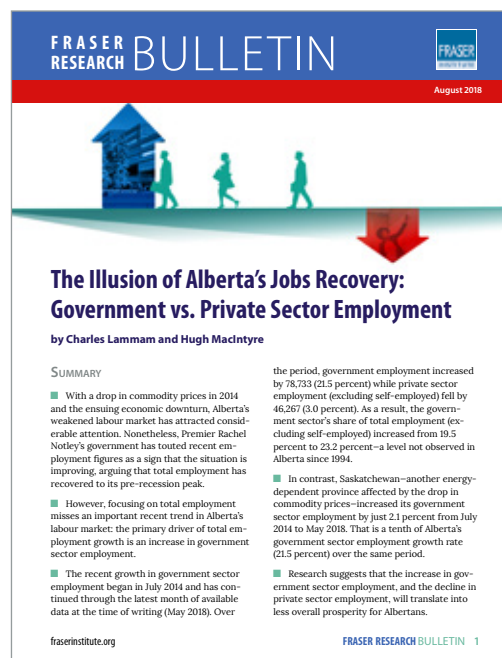 FRASER
RESEARCH BULLETIN
FRASER
August 2018
The Illusion of Alberta's Jobs Recovery:
Government vs. Private Sector Employment
by Charles Lammam and Hugh MacIntyre
SUMMARY
■ With a drop in commodity prices in 2014
and the ensuing economic downturn, Alberta's
weakened labour market has attracted consid-
erable attention. Nonetheless, Premier Rachel
Notley's government has touted recent em-
ployment figures as a sign that the situation is
improving, arguing that total employment has
recovered to its pre-recession peak.
■ However, focusing on total employment
misses an important recent trend in Alberta's
labour market: the primary driver of total em-
ployment growth is an increase in government
sector employment.
■ The recent growth in government sector
employment began in July 2014 and has con-
tinued through the latest month of available
data at the time of writing (May 2018). Over
the period, government employment increased
by 78,733 (21.5 percent) while private sector
employment (excluding self-employed) fell by
46,267 (3.0 percent). As a result, the govern-
ment sector's share of total employment (ex-
cluding self-employed) increased from 19.5
percent to 23.2 percent—a level not observed in
Alberta since 1994.
■ In contrast, Saskatchewan—another energy-
dependent province affected by the drop in
commodity prices—increased its government
sector employment by just 2.1 percent from July
2014 to May 2018. That is a tenth of Alberta's
government sector employment growth rate
(21.5 percent) over the same period.
■ Research suggests that the increase in gov-
ernment sector employment, and the decline in
private sector employment, will translate into
less overall prosperity for Albertans.
fraserinstitute.org
FRASER RESEARCH BULLETIN 1